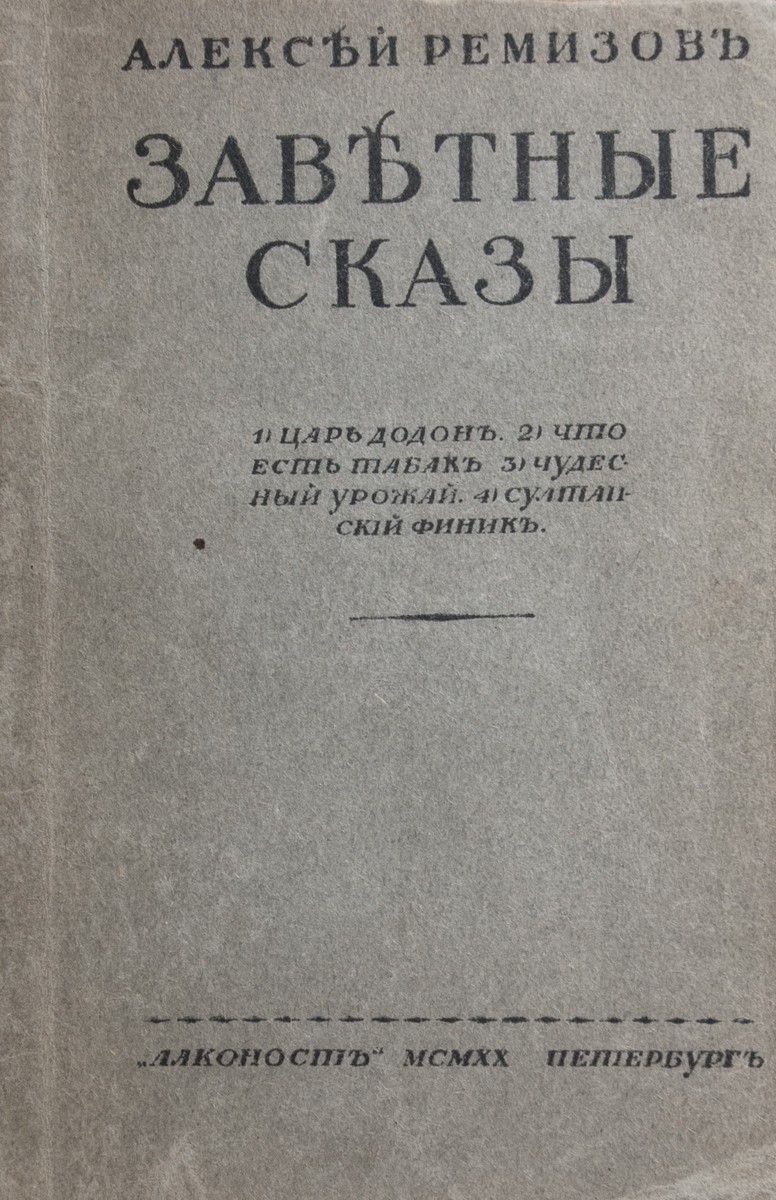 АЛЕКСѢЙ РЕМИЗОВЪ
ЗАВѢТНЫЕ
СКАЗЫ
1) ЦАРЬ ДОДОНЪ. 2) ЧТО
ЕСТЬ ТАБАКЪ 3) ЧУДЕС-
НЫЙ УРОЖАЙ. 4) СУЛТАН-
СКІЙ ФИНИКЪ.
„АЛКОНОСТЪ“ MCMXX ПЕТЕРБУРГЪ